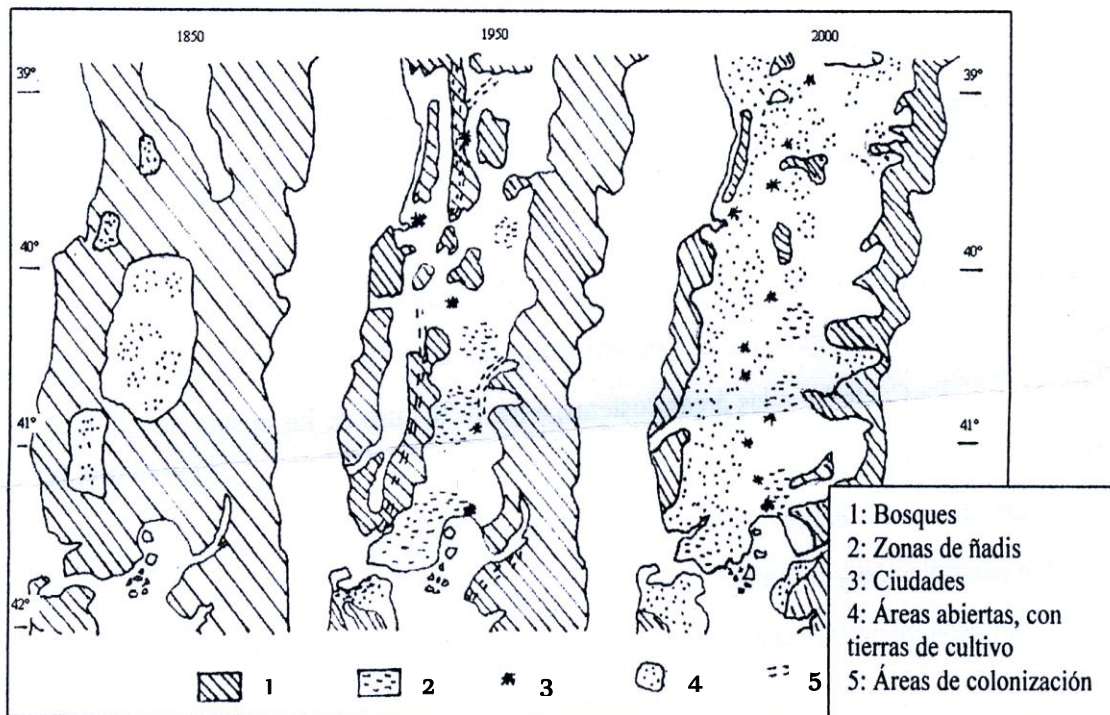 1850
1950
2000
39°
39°
40°
40°
41°
41°
42°
1: Bosques
2: Zonas de ñadis
3: Ciudades
4: Áreas abiertas, con
tierras de cultivo
5: Áreas de colonización
1 2 3 4 5